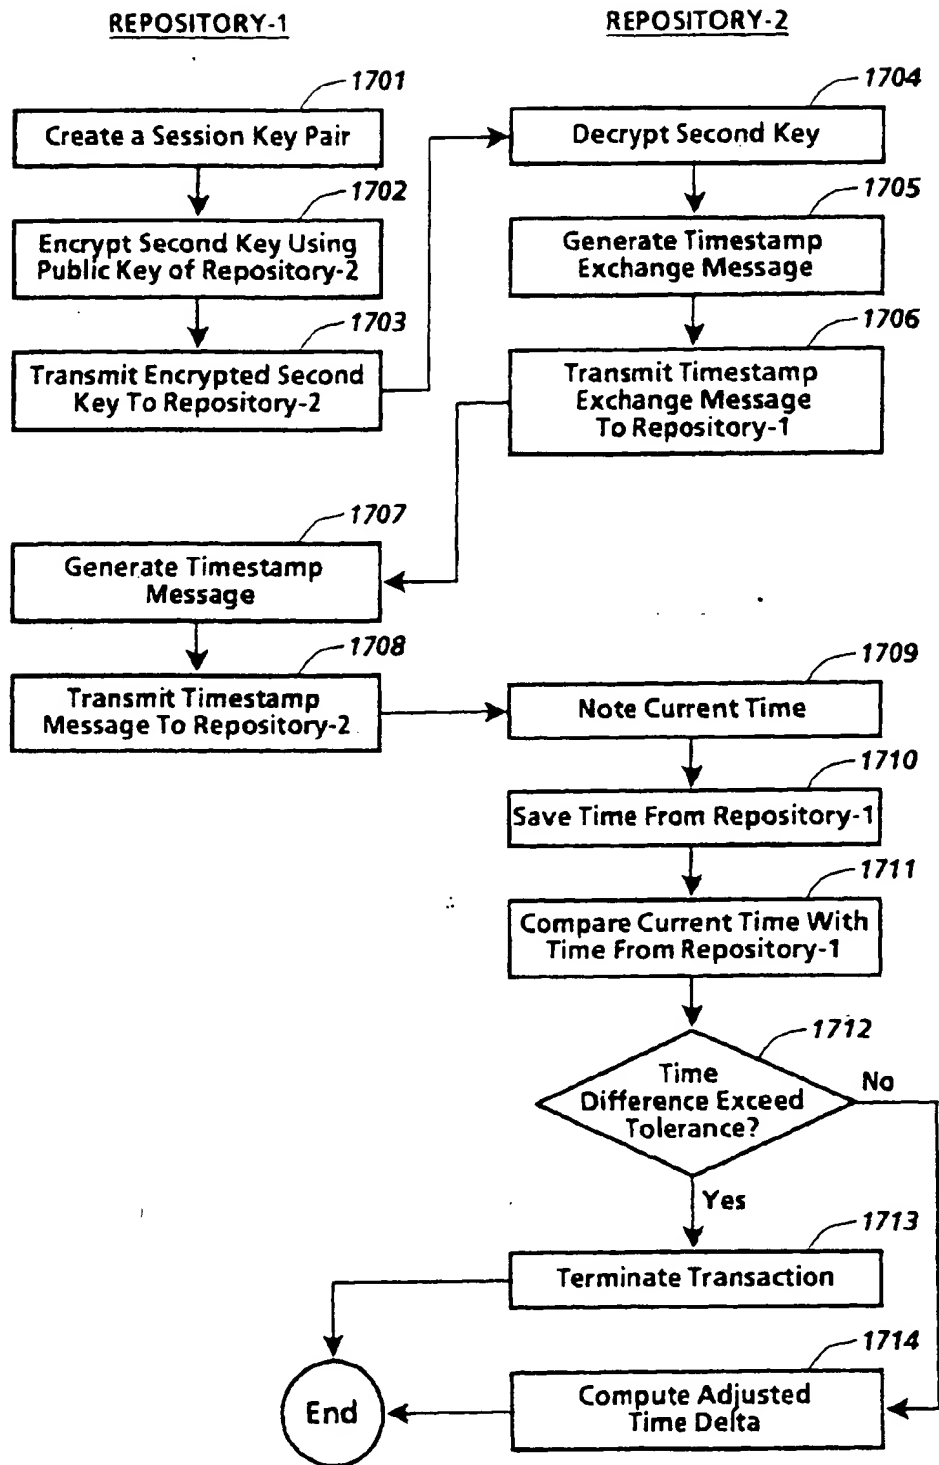 REPOSITORY-1
REPOSITORY-2
1701
Create a Session Key Pair
1702
Encrypt Second Key Using
Public Key of Repository-2
1703
Transmit Encrypted Second
Key To Repository-2
1704
Decrypt Second Key
1705
Generate Timestamp
Exchange Message
1706
Transmit Timestamp
Exchange Message
To Repository-1
1707
Generate Timestamp
Message
1708
Transmit Timestamp
Message To Repository-2
1709
Note Current Time
1710
Save Time From Repository-1
1711
Compare Current Time With
Time From Repository-1
1712
Time
Difference Exceed
Tolerance?
No
Yes
1713
Terminate Transaction
1714
Compute Adjusted
Time Delta
End